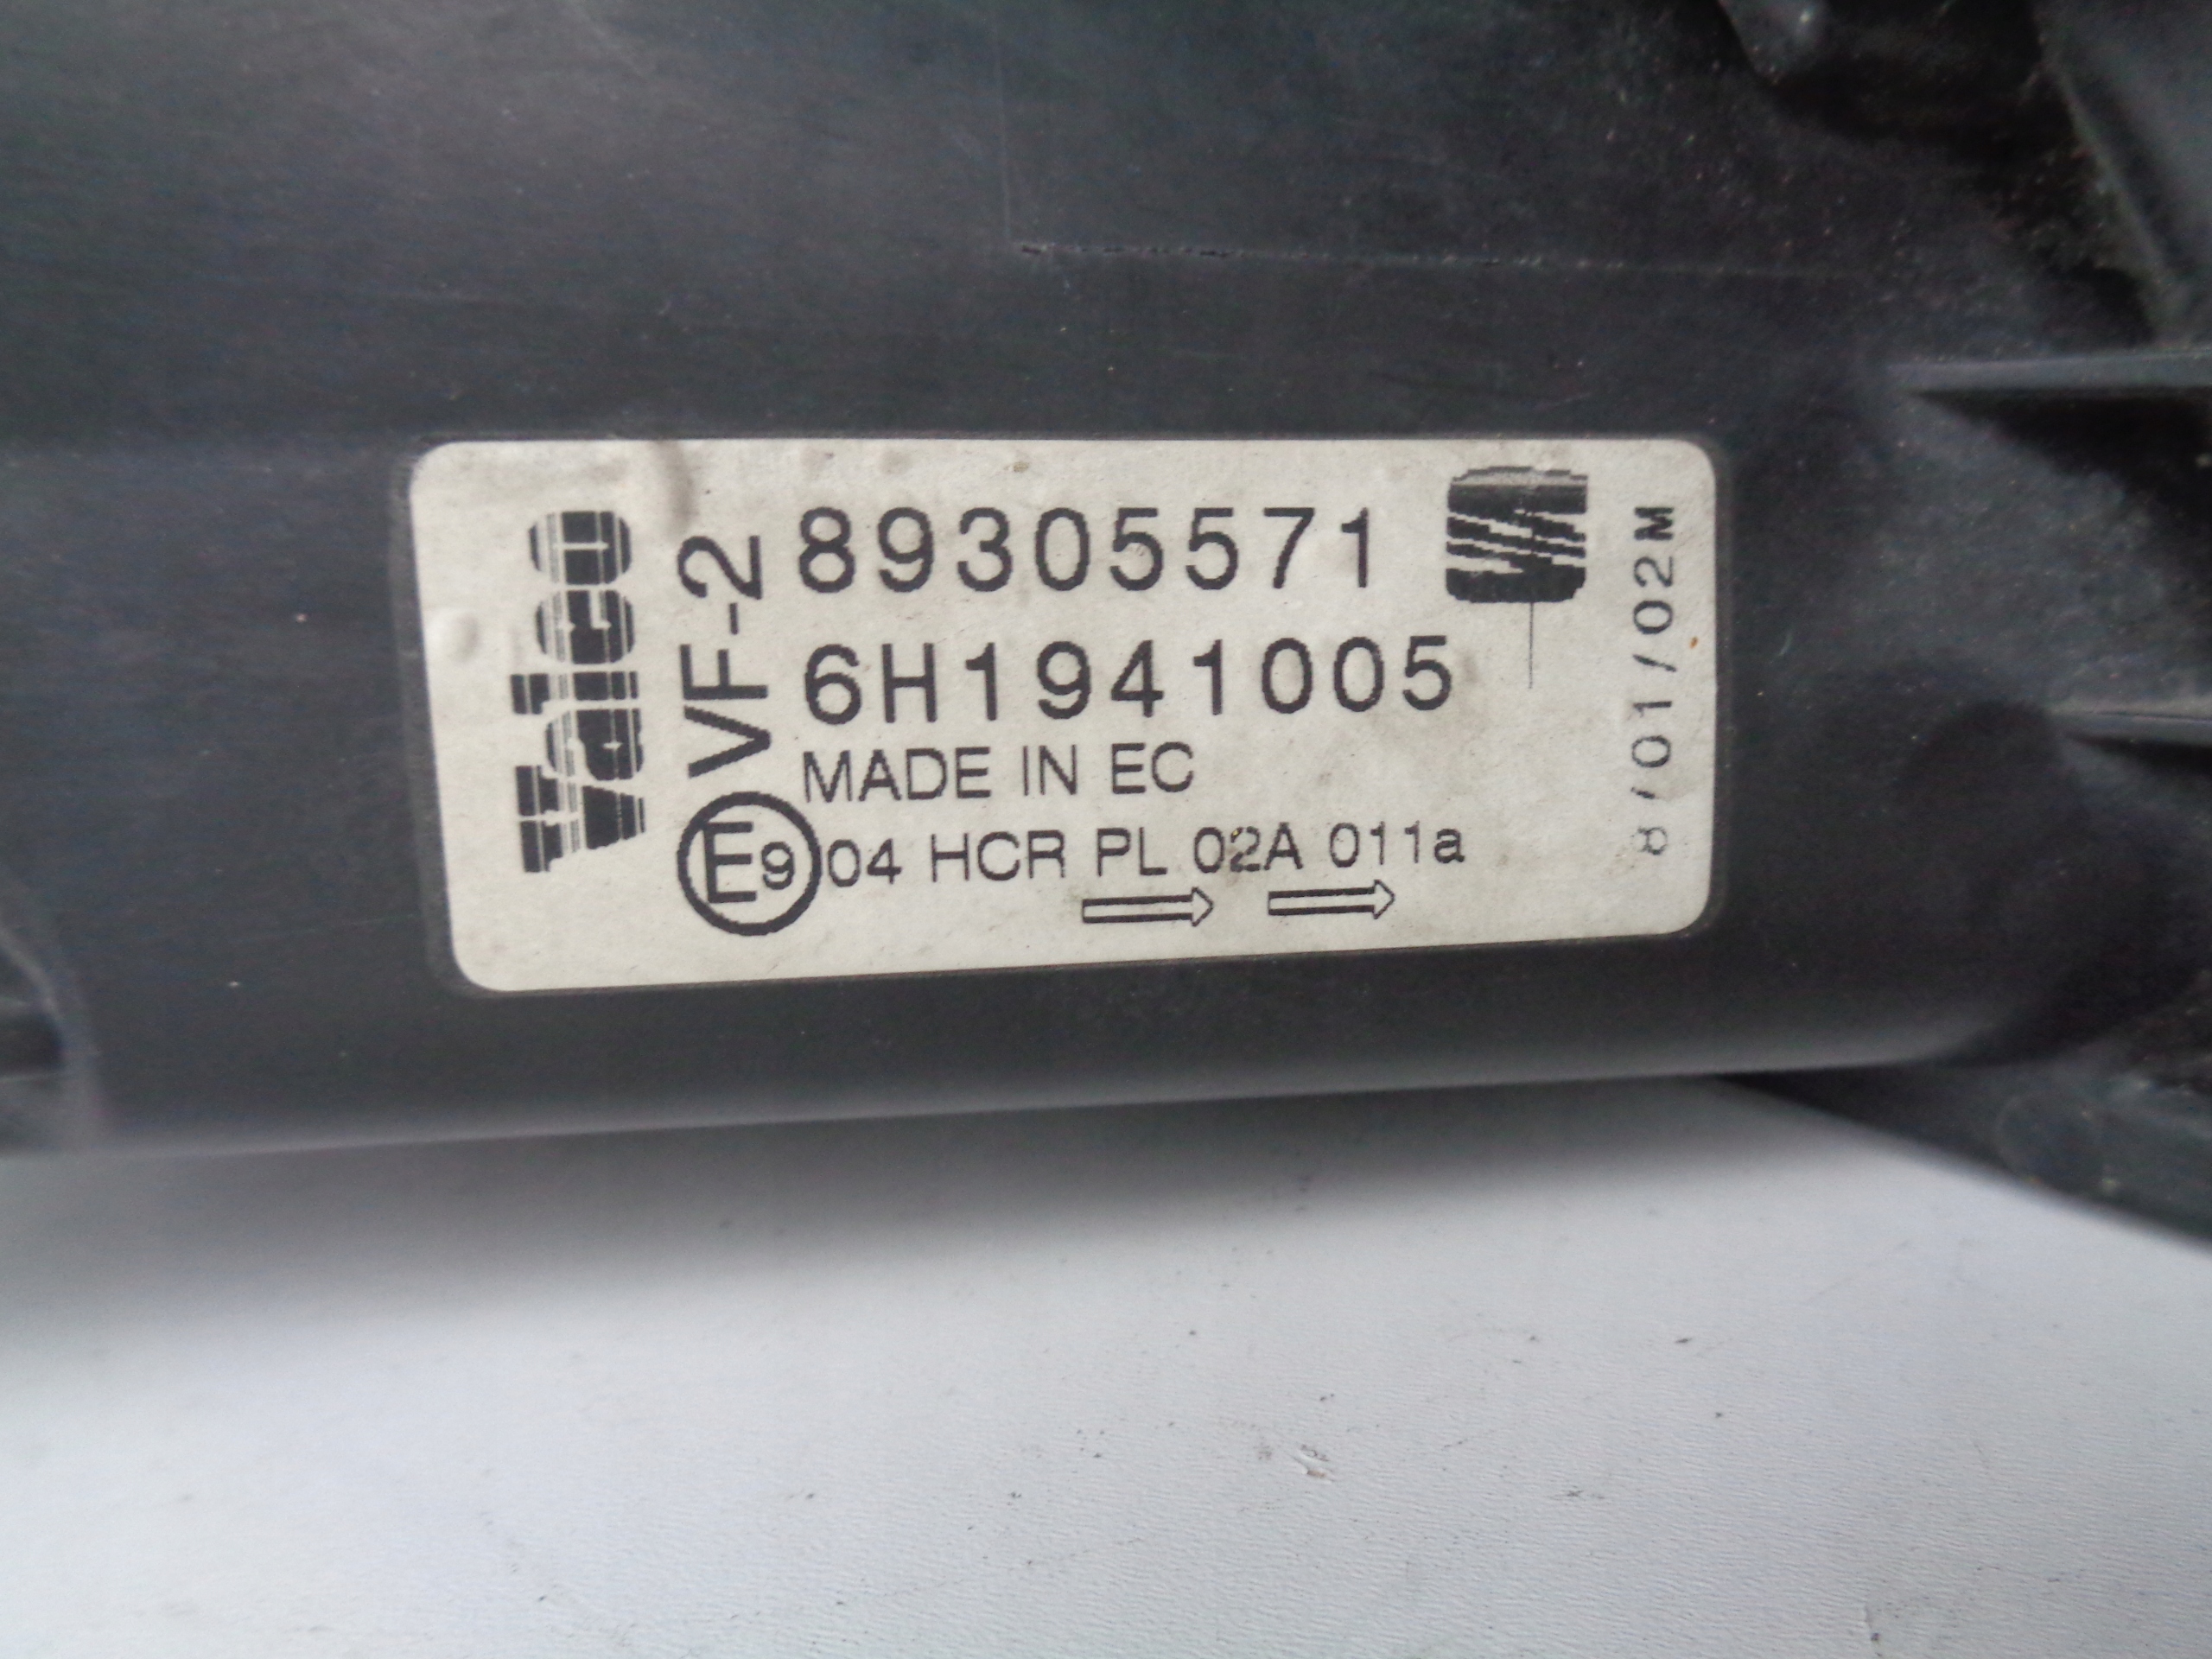 Valeo
VF-2
89305571
6H1941005
MADE IN EC
E9 04 HCR PL 02A 011a
8/01/02M